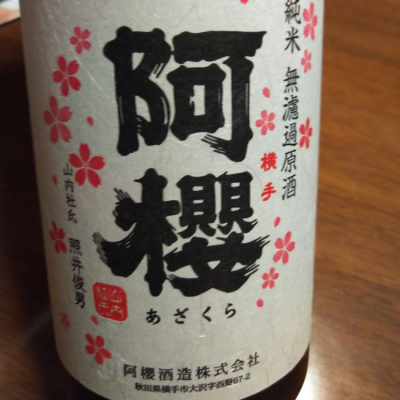 純米 無濾過原酒
横手
阿櫻
山内杜氏 照井俊男
あざくら
阿櫻酒造株式会社
秋田県横手市大沢字西野67-2